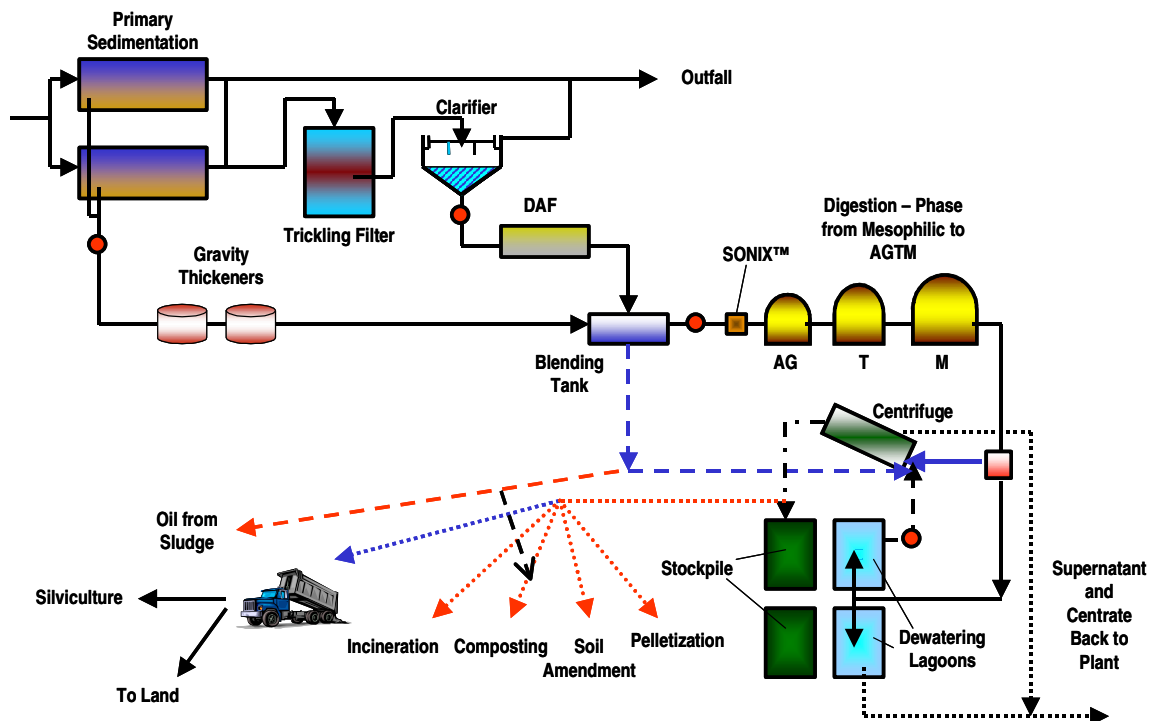 Primary
Sedimentation
Outfall
Clarifier
Trickling Filter
DAF
Digestion – Phase
from Mesophilic to
AGTM
SONIX™
Gravity
Thickeners
Blending
Tank
AG
T
M
Centrifuge
Oil from
Sludge
Stockpile
Silviculture
Incineration
Composting
Soil
Amendment
Pelletization
Dewatering
Lagoons
Supernatant
and
Centrate
Back to
Plant
To Land